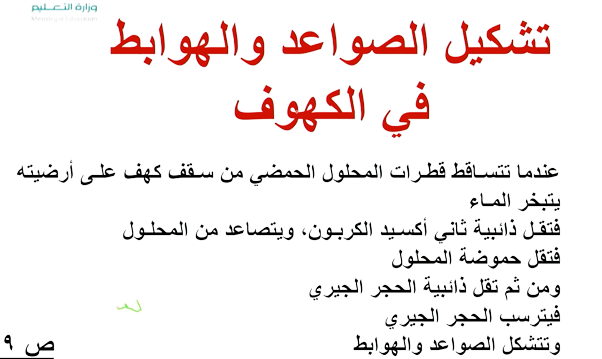 وزارة التعليم
Ministry of Education
تشكيل الصواعد والهوابط
في الكهوف
عندما تتساقط قطرات المحلول الحمضي من سقف كهف على أرضيته
يتبخر الماء
فتقل ذائبية ثاني أكسيد الكربون، ويتصاعد من المحلول
فتقل حموضة المحلول
ومن ثم تقل ذائبية الحجر الجيري
فيترسب الحجر الجيري
وتتشكل الصواعد والهوابط
ص ٩